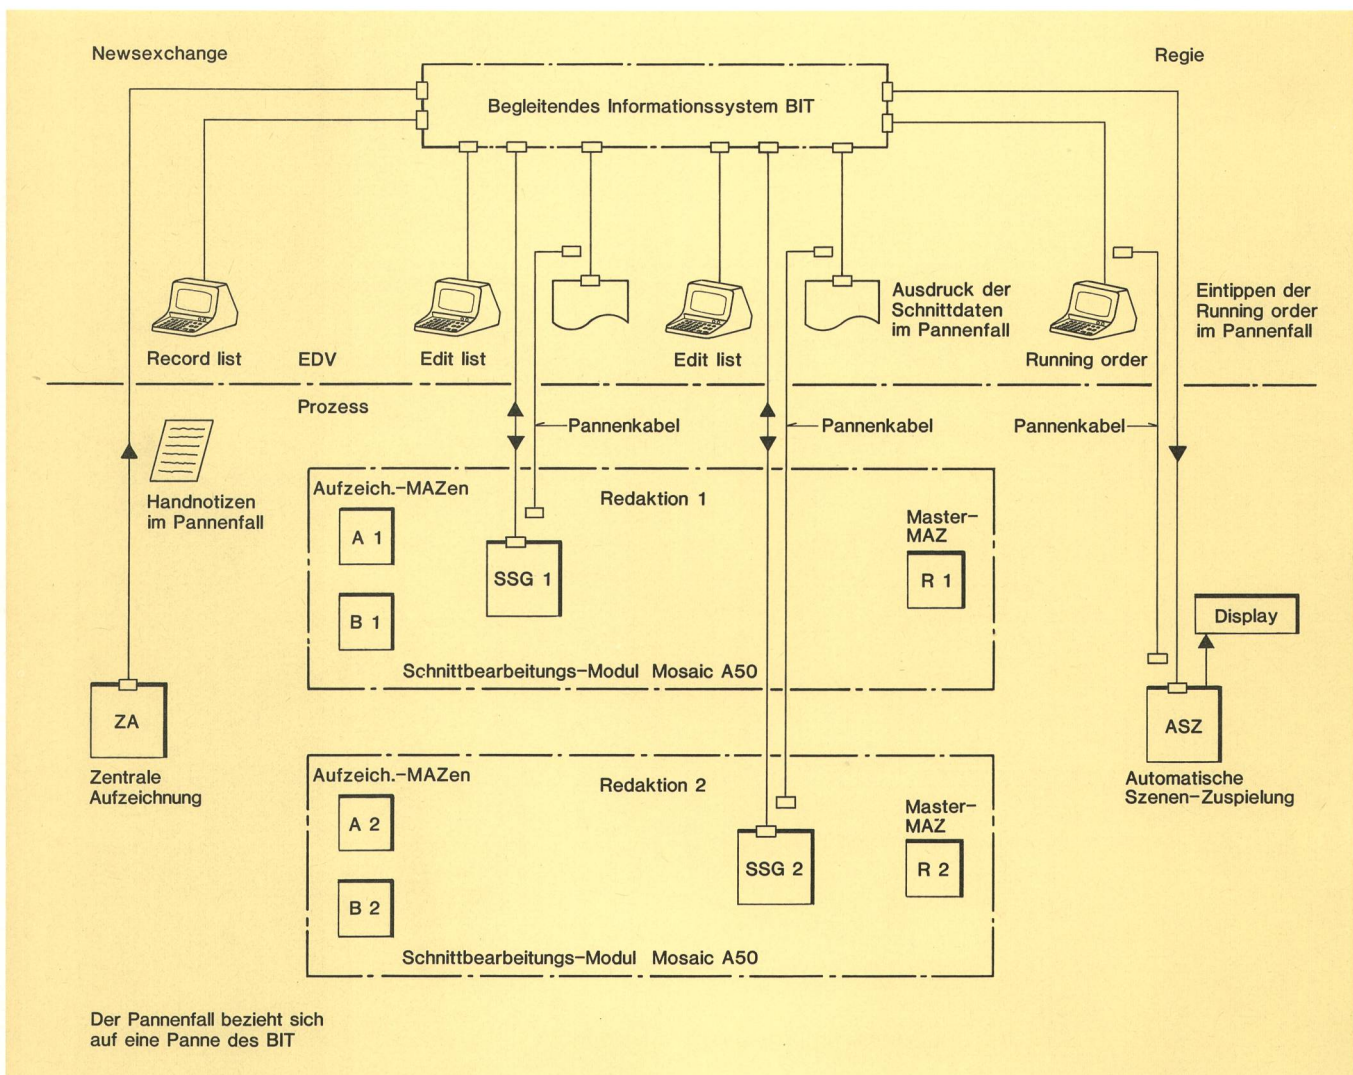 Newsexchange
Regie
Begleitendes Informationssystem BIT
Ausdruck der
Schnittdaten
im Pannenfall
Eintippen der
Running order
im Pannenfall
Record list
EDV
Edit list
Edit list
Running order
Prozess
Pannenkabel
Pannenkabel
Pannenkabel
Handnotizen
im Pannenfall
Aufzeich.-MAZen
Redaktion 1
A 1
SSG 1
Master-
MAZ
R 1
B 1
Schnittbearbeitungs-Modul Mosaic A50
Display
ZA
Zentrale
Aufzeichnung
ASZ
Automatische
Szenen-Zuspielung
Aufzeich.-MAZen
Redaktion 2
A 2
SSG 2
Master-
MAZ
R 2
B 2
Schnittbearbeitungs-Modul Mosaic A50
Der Pannenfall bezieht sich
auf eine Panne des BIT